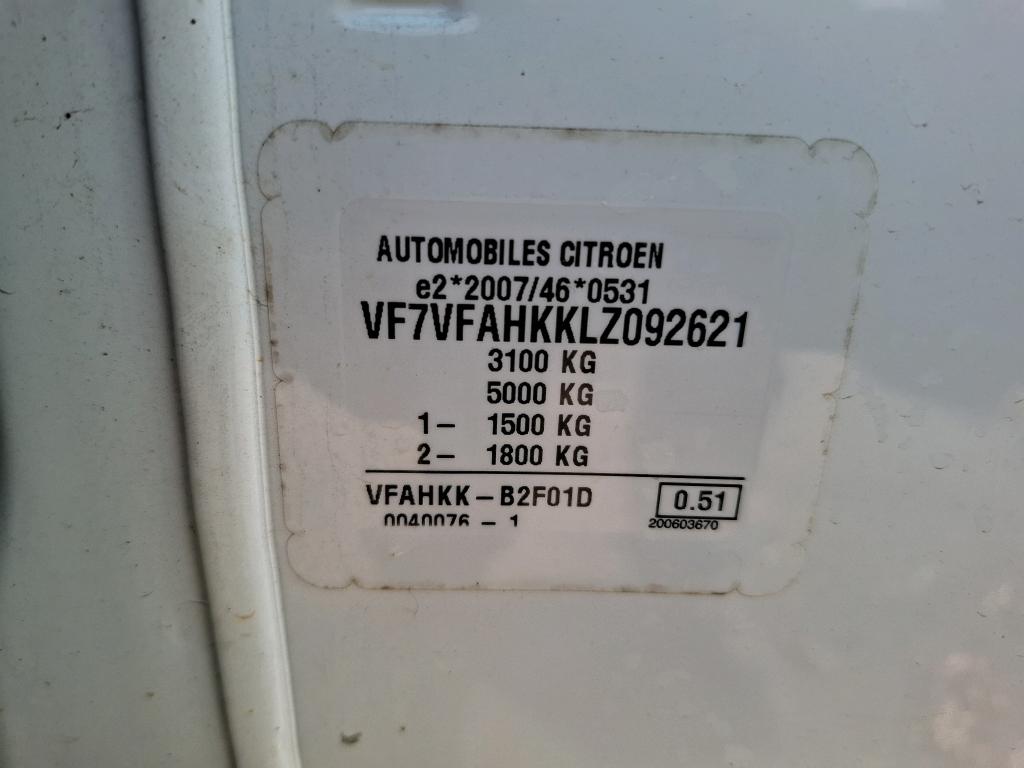 AUTOMOBILES CITROEN
e2*2007/46*0531
VF7VFAHKKLZ092621
3100 KG
5000 KG
1- 1500 KG
2- 1800 KG
VFAHKK-B2F01D 0.51
0040076 - 1 200603670